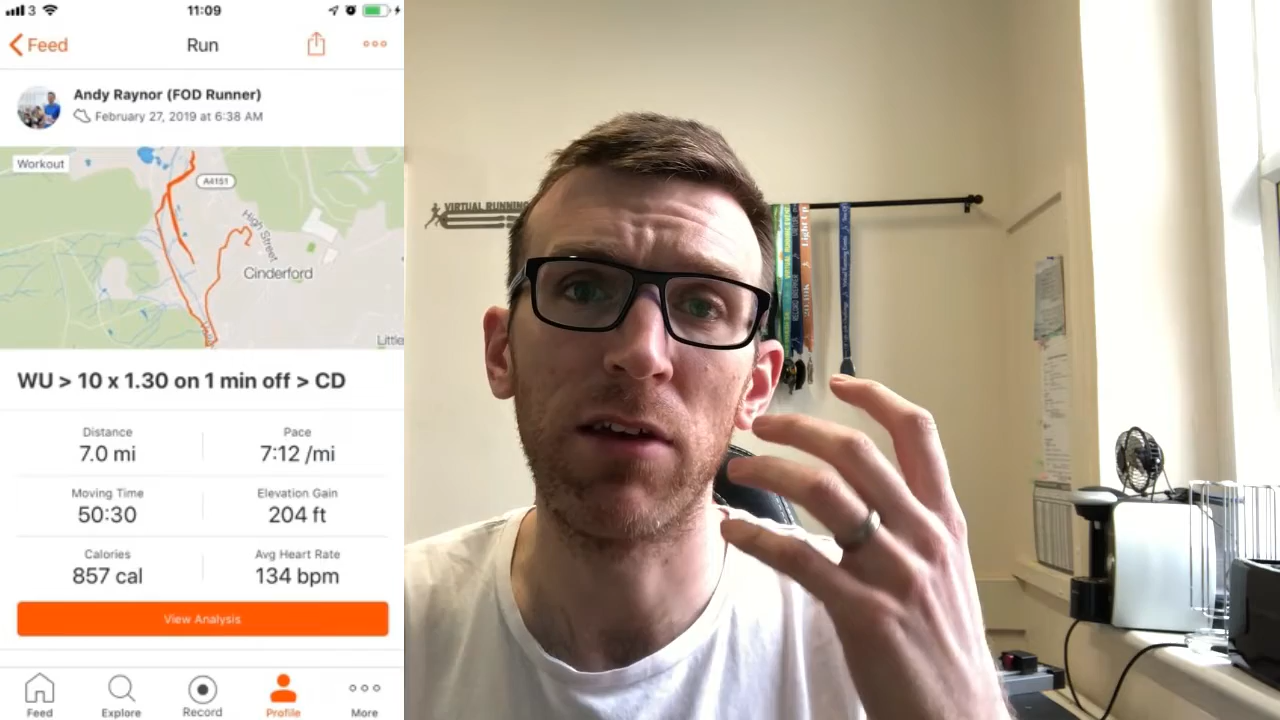 3
11:09
Feed
Run
Andy Raynor (FOD Runner)
February 27, 2019 at 6:38 AM
Workout
A4151
High Street
Cinderford
Little
WU > 10 x 1.30 on 1 min off > CD
Distance
7.0 mi
Pace
7:12 /mi
Moving Time
50:30
Elevation Gain
204 ft
Calories
857 cal
Avg Heart Rate
134 bpm
View Analysis
Feed
Explore
Record
Profile
More
VIRTUAL RUNNING